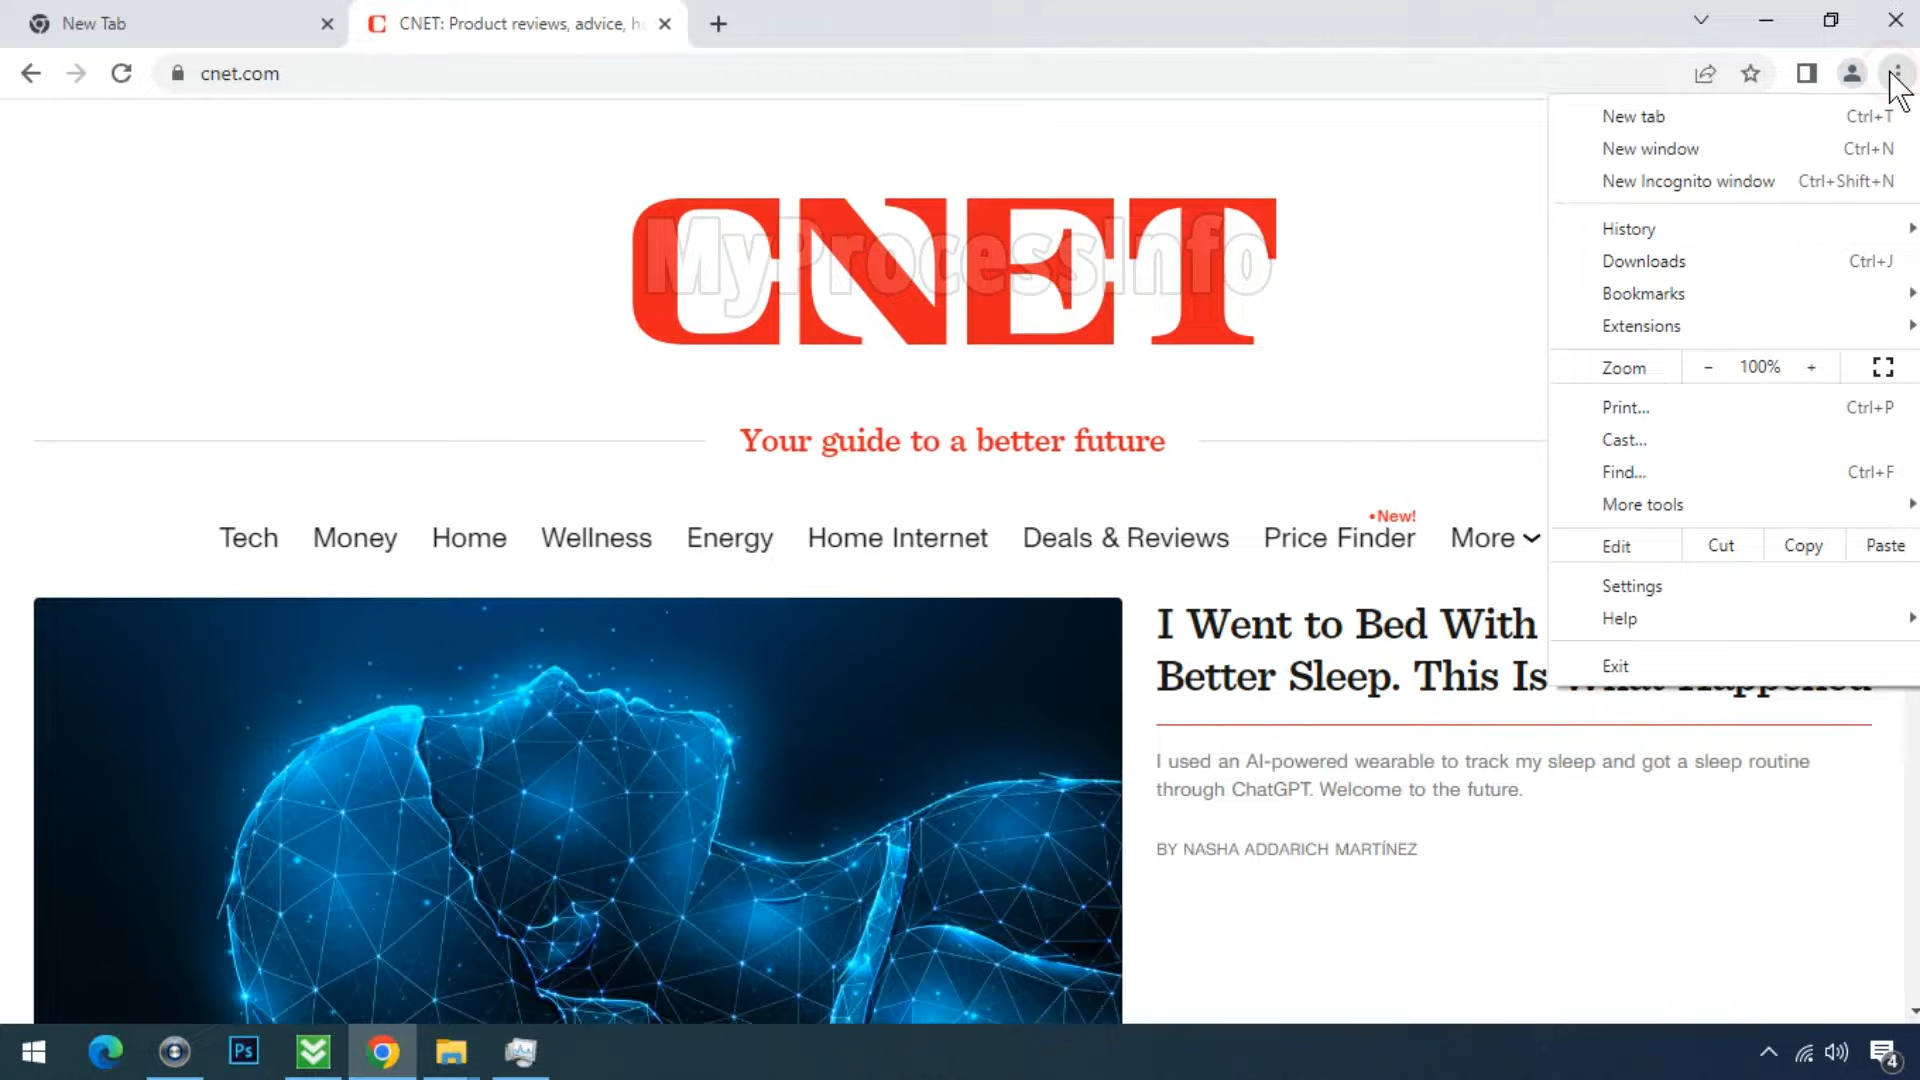 New Tab
CNET: Product reviews, advice, h
cnet.com
New tab Ctrl+T
New window Ctrl+N
New Incognito window Ctrl+Shift+N
History
Downloads Ctrl+J
Bookmarks
Extensions
Zoom - 100% +
Print... Ctrl+P
Cast...
Find... Ctrl+F
More tools
Edit Cut Copy Paste
Settings
Help
Exit
CNET
MyProcessInfo
Your guide to a better future
Tech Money Home Wellness Energy Home Internet Deals & Reviews Price Finder •New! More
I Went to Bed With
Better Sleep. This Is What Happened
I used an AI-powered wearable to track my sleep and got a sleep routine
through ChatGPT. Welcome to the future.
BY NASHA ADDARICH MARTÍNEZ
Ps
4